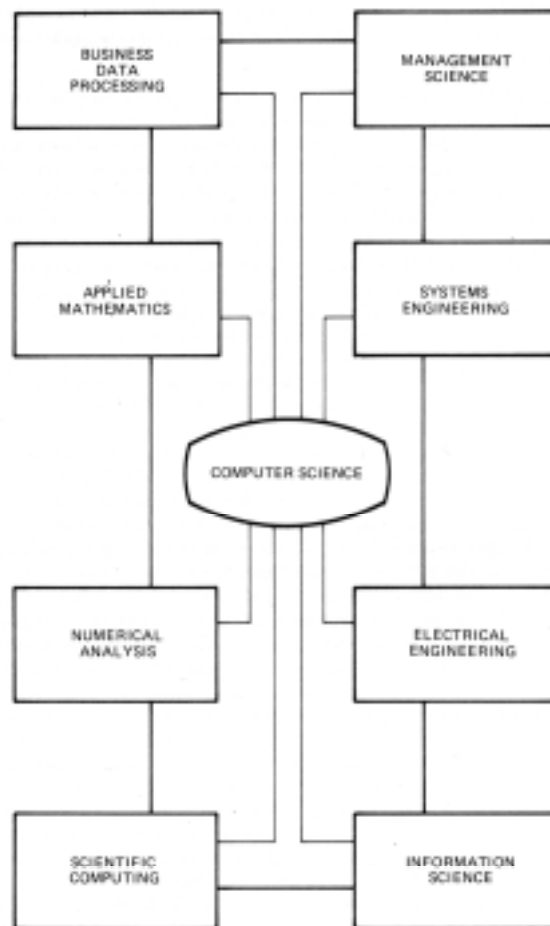 BUSINESS
DATA
PROCESSING
MANAGEMENT
SCIENCE
APPLIED
MATHEMATICS
SYSTEMS
ENGINEERING
COMPUTER SCIENCE
NUMERICAL
ANALYSIS
ELECTRICAL
ENGINEERING
SCIENTIFIC
COMPUTING
INFORMATION
SCIENCE